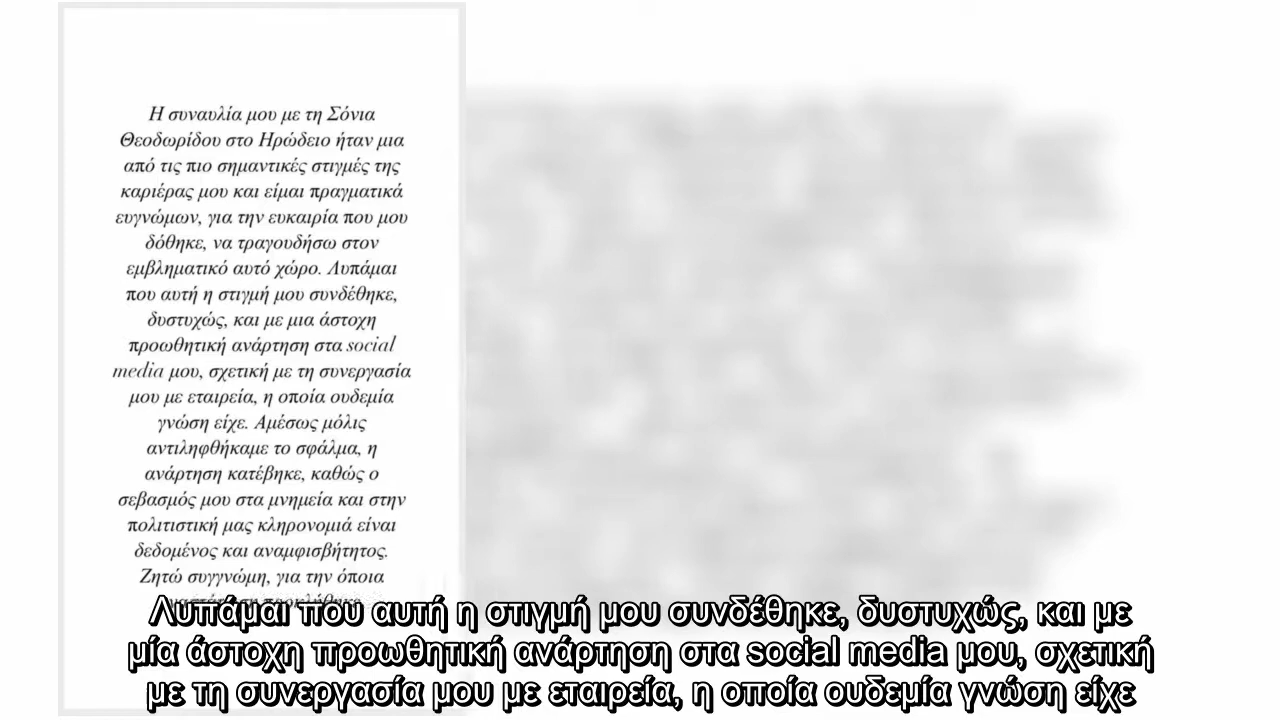 Η συναυλία μου με τη Σόνια
Θεοδωρίδου στο Ηρώδειο ήταν μια
από τις πιο σημαντικές στιγμές της
καριέρας μου και είμαι πραγματικά
ευγνώμων, για την ευκαιρία που μου
δόθηκε, να τραγουδήσω στον
εμβληματικό αυτό χώρο. Λυπάμαι
που αυτή η στιγμή μου συνδέθηκε,
δυστυχώς, και με μια άστοχη
προωθητική ανάρτηση στα social
media μου, σχετική με τη συνεργασία
μου με εταιρεία, η οποία ουδεμία
γνώση είχε. Αμέσως μόλις
αντιληφθήκαμε το σφάλμα, η
ανάρτηση κατέβηκε, καθώς ο
σεβασμός μου στα μνημεία και στην
πολιτιστική μας κληρονομιά είναι
δεδομένος και αναμφισβήτητος.
Ζητώ συγγνώμη, για την όποια
Λυπάμαι που αυτή η στιγμή μου συνδέθηκε, δυστυχώς, και με
μία άστοχη προωθητική ανάρτηση στα social media μου, σχετική
με τη συνεργασία μου με εταιρεία, η οποία ουδεμία γνώση είχε